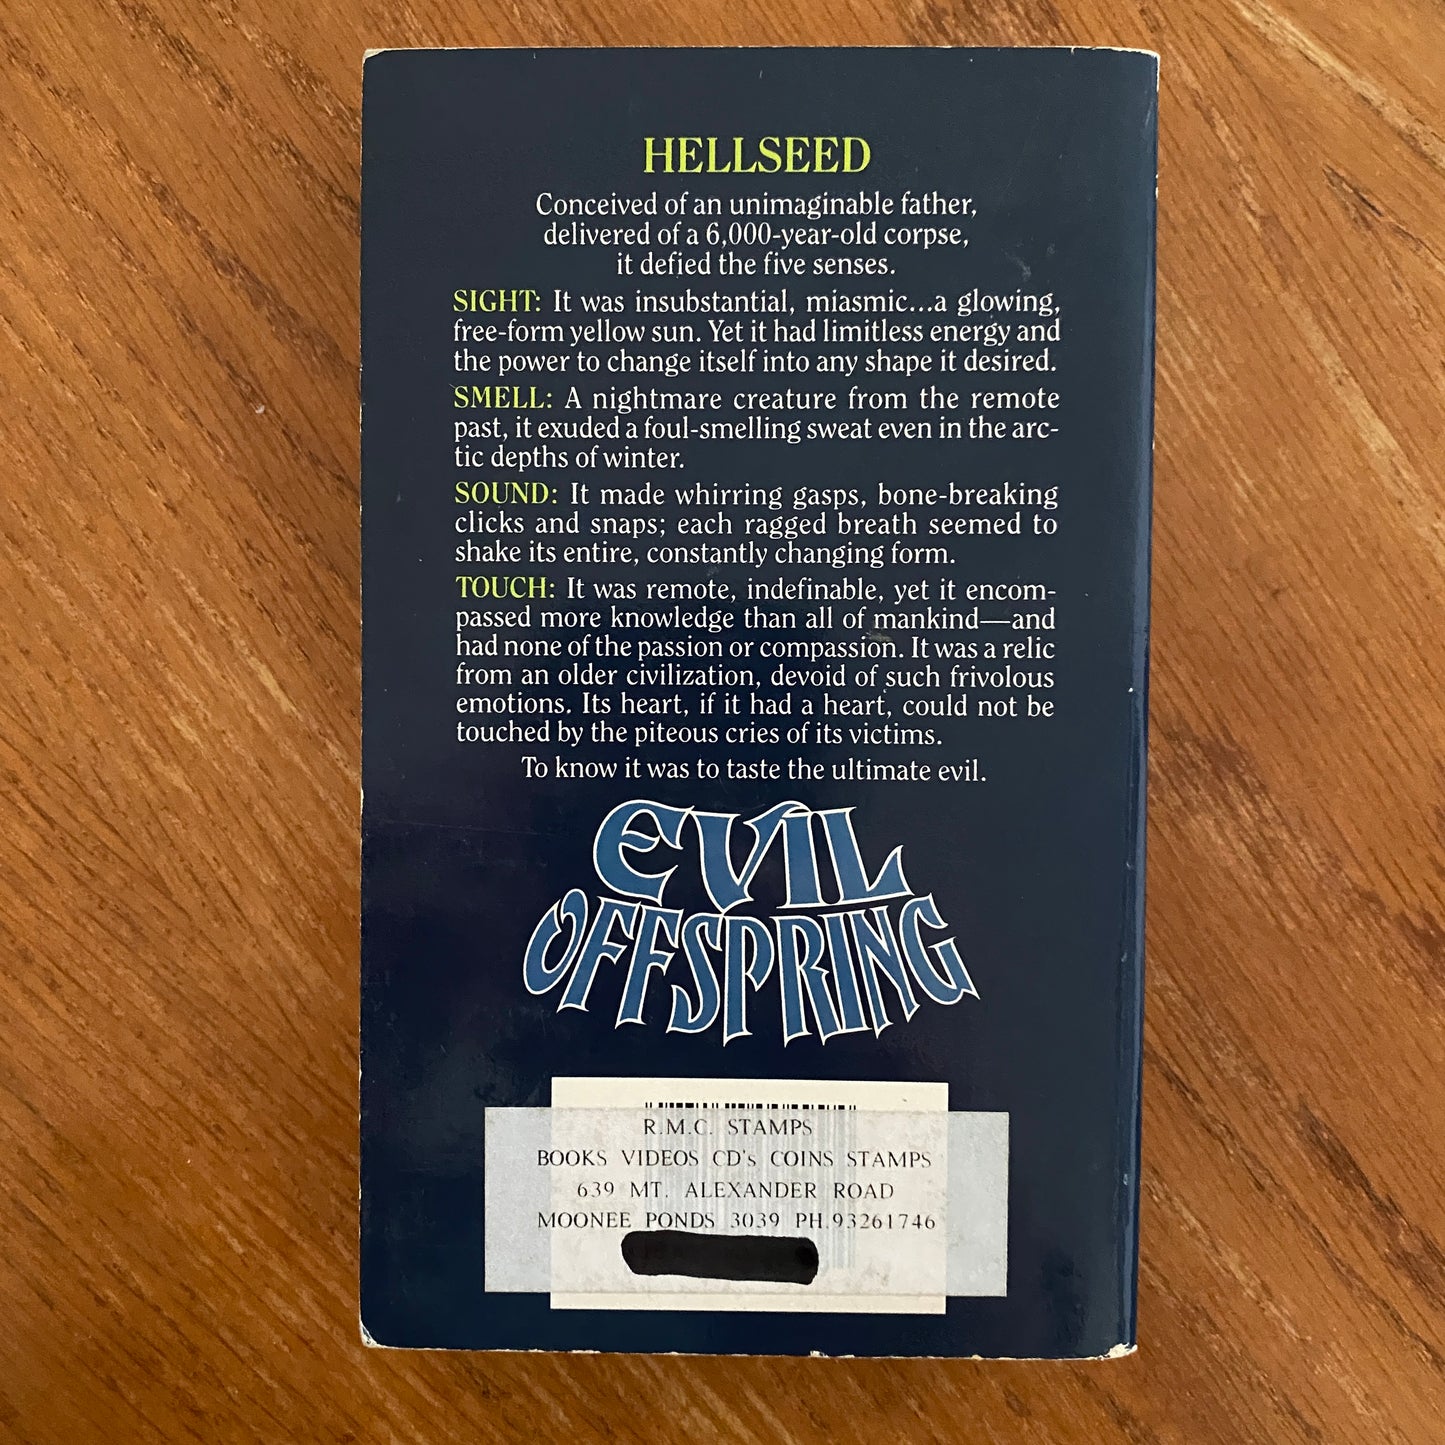 HELLSEED
Conceived of an unimaginable father,
delivered of a 6,000-year-old corpse,
it defied the five senses.
SIGHT: It was insubstantial, miasmic...a glowing,
free-form yellow sun. Yet it had limitless energy and
the power to change itself into any shape it desired.
SMELL: A nightmare creature from the remote
past, it exuded a foul-smelling sweat even in the arc-
tic depths of winter.
SOUND: It made whirring gasps, bone-breaking
clicks and snaps; each ragged breath seemed to
shake its entire, constantly changing form.
TOUCH: It was remote, indefinable, yet it encom-
passed more knowledge than all of mankind—and
had none of the passion or compassion. It was a relic
from an older civilization, devoid of such frivolous
emotions. Its heart, if it had a heart, could not be
touched by the piteous cries of its victims.
To know it was to taste the ultimate evil.
EVIL
OFFSPRING
R.M.C. STAMPS
BOOKS VIDEOS CD's COINS STAMPS
639 MT. ALEXANDER ROAD
MOONEE PONDS 3039 PH.93261746